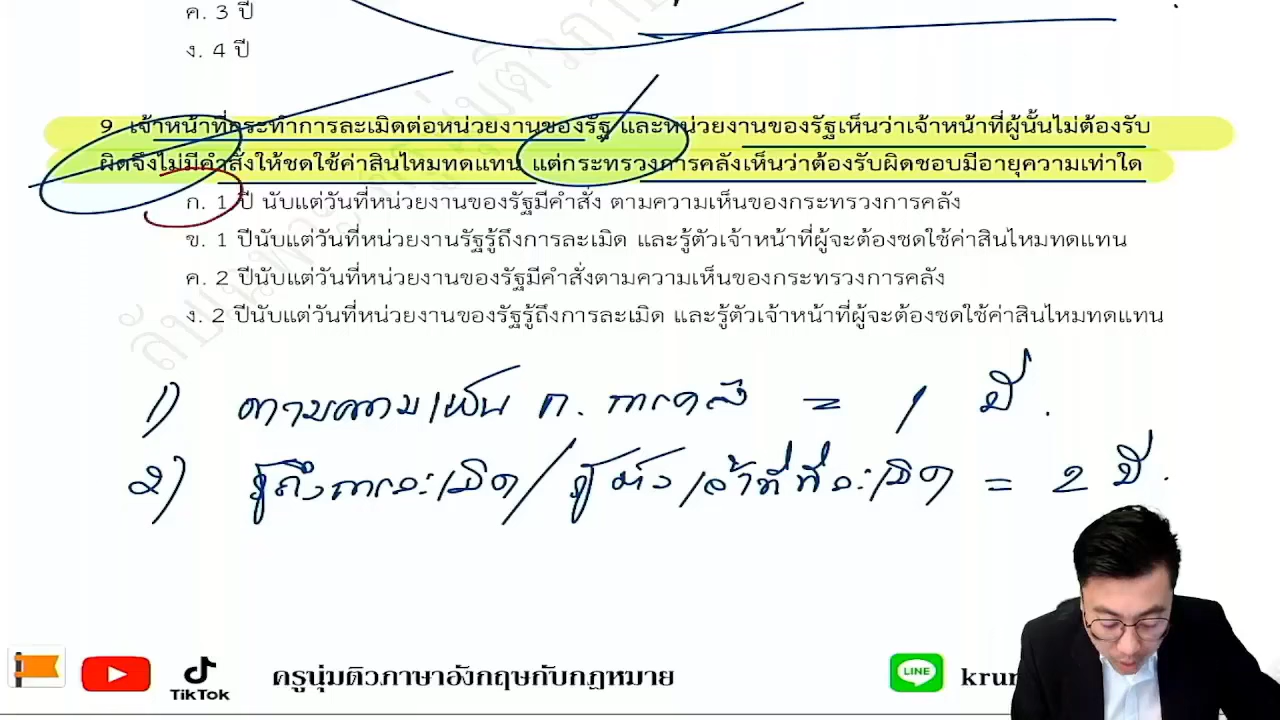 ค. 3 ปี
ง. 4 ปี
9 เจ้าหน้าที่กระทำการละเมิดต่อหน่วยงานของรัฐ และหน่วยงานของรัฐเห็นว่าเจ้าหน้าที่ผู้นั้นไม่ต้องรับ
ผิดจึงไม่มีคำสั่งให้ชดใช้ค่าสินไหมทดแทน แต่กระทรวงการคลังเห็นว่าต้องรับผิดชอบมีอายุความเท่าใด
ก. 1 ปี นับแต่วันที่หน่วยงานของรัฐมีคำสั่ง ตามความเห็นของกระทรวงการคลัง
ข. 1 ปีนับแต่วันที่หน่วยงานรัฐรู้ถึงการละเมิด และรู้ตัวเจ้าหน้าที่ผู้จะต้องชดใช้ค่าสินไหมทดแทน
ค. 2 ปีนับแต่วันที่หน่วยงานของรัฐมีคำสั่งตามความเห็นของกระทรวงการคลัง
ง. 2 ปีนับแต่วันที่หน่วยงานของรัฐรู้ถึงการละเมิด และรู้ตัวเจ้าหน้าที่ผู้จะต้องชดใช้ค่าสินไหมทดแทน
1) ตามความเห็น ก. การคลัง = 1 ปี.
2) รู้ถึงการละเมิด/รู้ตัวเจ้าที่ที่ละเมิด = 2 ปี.
TikTok
ครูนุ่มติวภาษาอังกฤษกับกฎหมาย
LINE